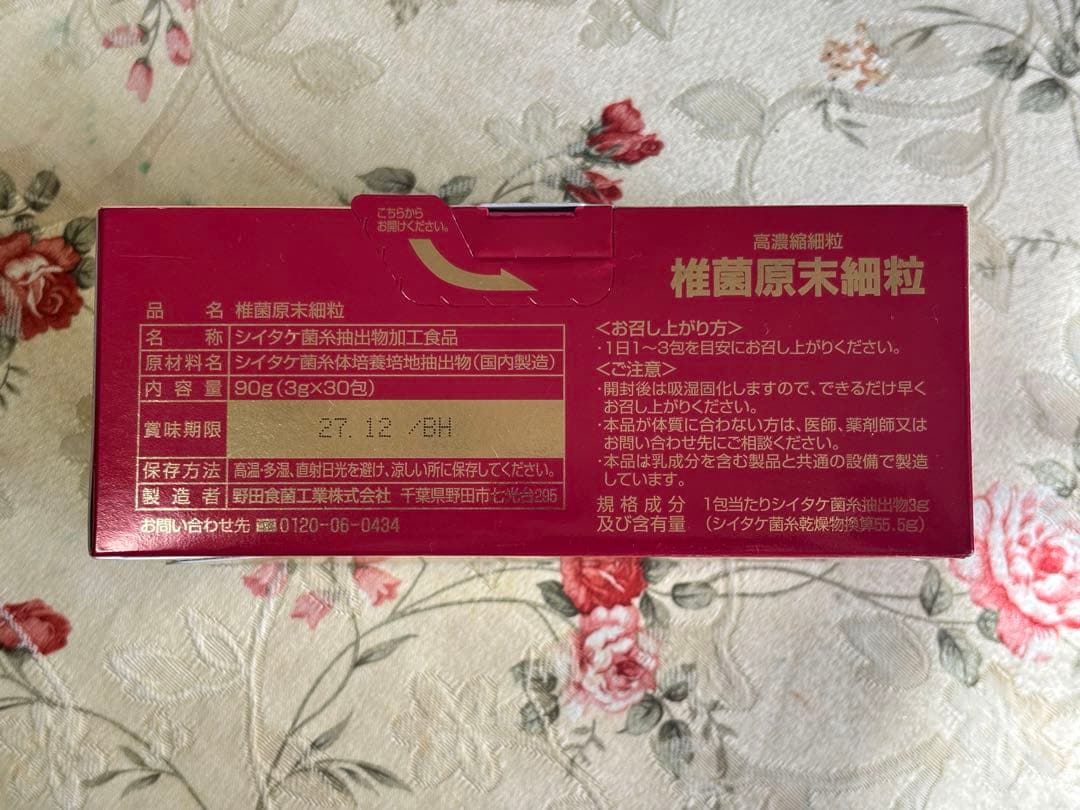 こちらから
お開けください。
高濃縮細粒
椎菌原末細粒
品名 椎菌原末細粒
名称 シイタケ菌糸抽出物加工食品
原材料名 シイタケ菌糸体培養培地抽出物(国内製造)
内容量 90g(3g×30包)
賞味期限 27.12 /BH
保存方法 高温・多湿、直射日光を避け、涼しい所に保存してください。
製造者 野田食菌工業株式会社 千葉県野田市七光台295
お問い合わせ先 0120-06-0434
<お召し上がり方>
・1日1〜3包を目安にお召し上がりください。
<ご注意>
・開封後は吸湿固化しますので、できるだけ早く
お召し上がりください。
・本品が体質に合わない方は、医師、薬剤師又は
お問い合わせ先にご相談ください。
・本品は乳成分を含む製品と共通の設備で製造
しています。
規格成分 1包当たりシイタケ菌糸抽出物3g
及び含有量 (シイタケ菌糸乾燥物換算55.5g)